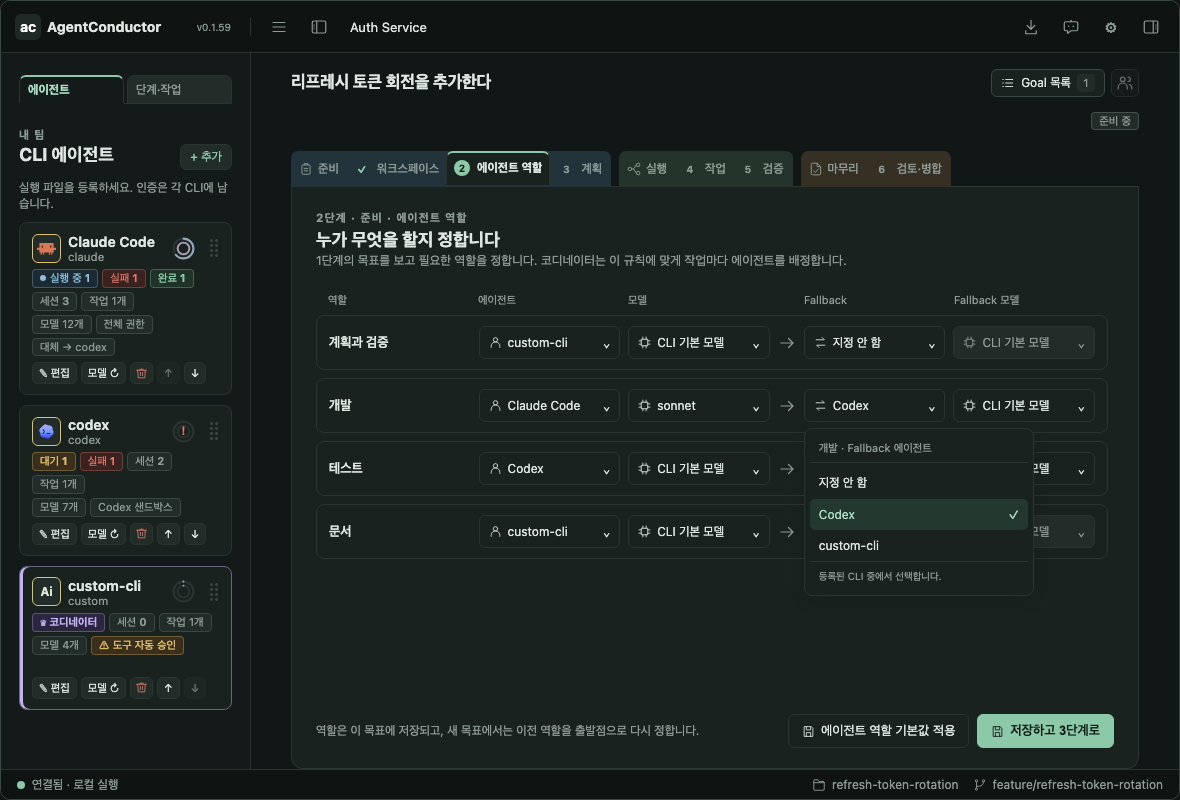 ac AgentConductor v0.1.59 Auth Service
에이전트 단계·작업
내 팀
CLI 에이전트 + 추가
실행 파일을 등록하세요. 인증은 각 CLI에 남
습니다.
Claude Code
claude
실행 중 1 실패 1 완료 1
세션 3 작업 1개
모델 12개 전체 권한
대체 → codex
✎ 편집 모델 ↻ ↑ ↓
codex
codex
!
대기 1 실패 1 세션 2
작업 1개
모델 7개 Codex 샌드박스
✎ 편집 모델 ↻ ↑ ↓
Ai custom-cli
custom
♛ 코디네이터 세션 0 작업 1개
모델 4개 ⚠ 도구 자동 승인
✎ 편집 모델 ↻ ↑ ↓
리프레시 토큰 회전을 추가한다
Goal 목록 1
준비 중
준비 ✓ 워크스페이스 2 에이전트 역할 3 계획 실행 4 작업 5 검증 마무리 6 검토·병합
2단계 · 준비 · 에이전트 역할
누가 무엇을 할지 정합니다
1단계의 목표를 보고 필요한 역할을 정합니다. 코디네이터는 이 규칙에 맞게 작업마다 에이전트를 배정합니다.
역할 에이전트 모델 Fallback Fallback 모델
계획과 검증 custom-cli CLI 기본 모델 → 지정 안 함 CLI 기본 모델
개발 Claude Code sonnet → Codex CLI 기본 모델
테스트 Codex CLI 기본 모델 → 모델
문서 custom-cli CLI 기본 모델 → 모델
개발 · Fallback 에이전트
지정 안 함
Codex ✓
custom-cli
등록된 CLI 중에서 선택합니다.
역할은 이 목표에 저장되고, 새 목표에서는 이전 역할을 출발점으로 다시 정합니다.
에이전트 역할 기본값 적용 저장하고 3단계로
연결됨 · 로컬 실행 refresh-token-rotation feature/refresh-token-rotation